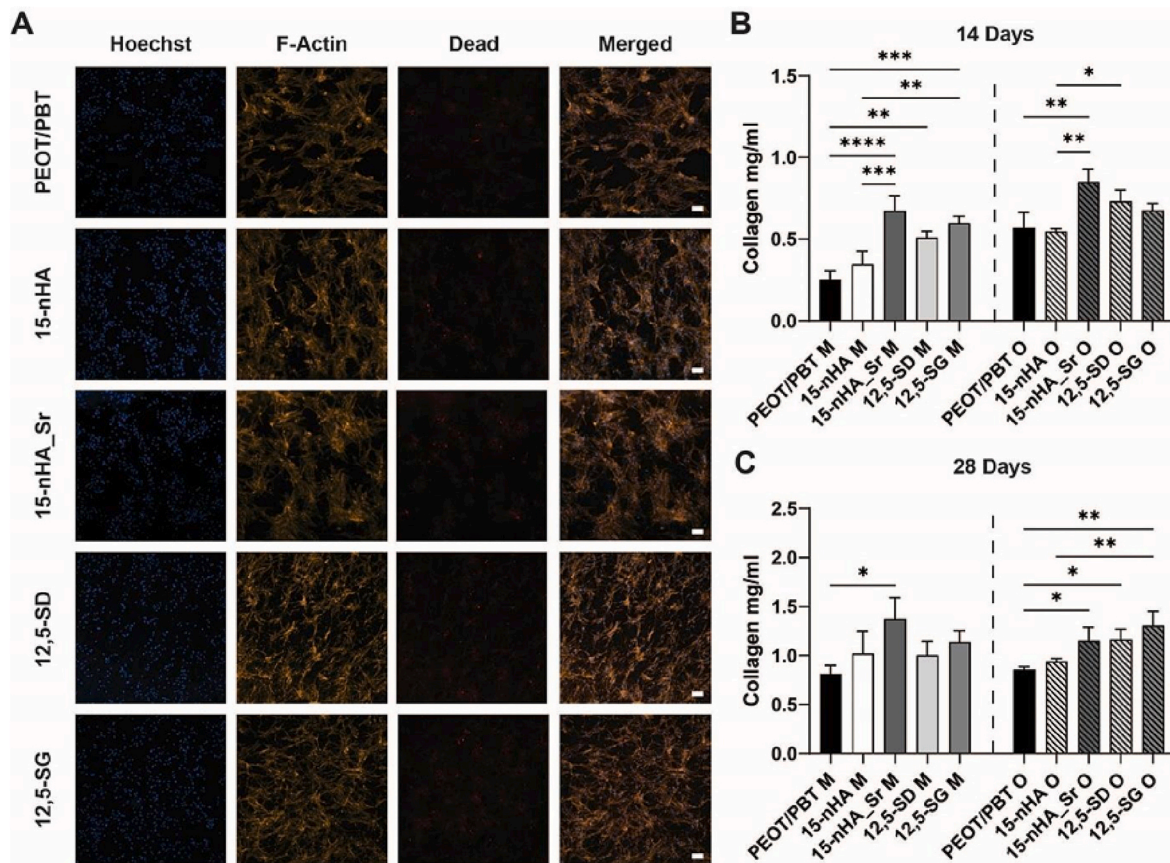 A
Hoechst F-Actin Dead Merged
PEOT/PBT
15-nHA
15-nHA_Sr
12,5-SD
12,5-SG
B
14 Days
Collagen mg/ml
1.5
1.0
0.5
0.0
***
**
**
****
***
*
**
**
PEOT/PBT M
15-nHA M
15-nHA_Sr M
12,5-SD M
12,5-SG M
PEOT/PBT O
15-nHA O
15-nHA_Sr O
12,5-SD O
12,5-SG O
C
28 Days
Collagen mg/ml
2.5
2.0
1.5
1.0
0.5
0.0
*
**
**
*
*
PEOT/PBT M
15-nHA M
15-nHA_Sr M
12,5-SD M
12,5-SG M
PEOT/PBT O
15-nHA O
15-nHA_Sr O
12,5-SD O
12,5-SG O